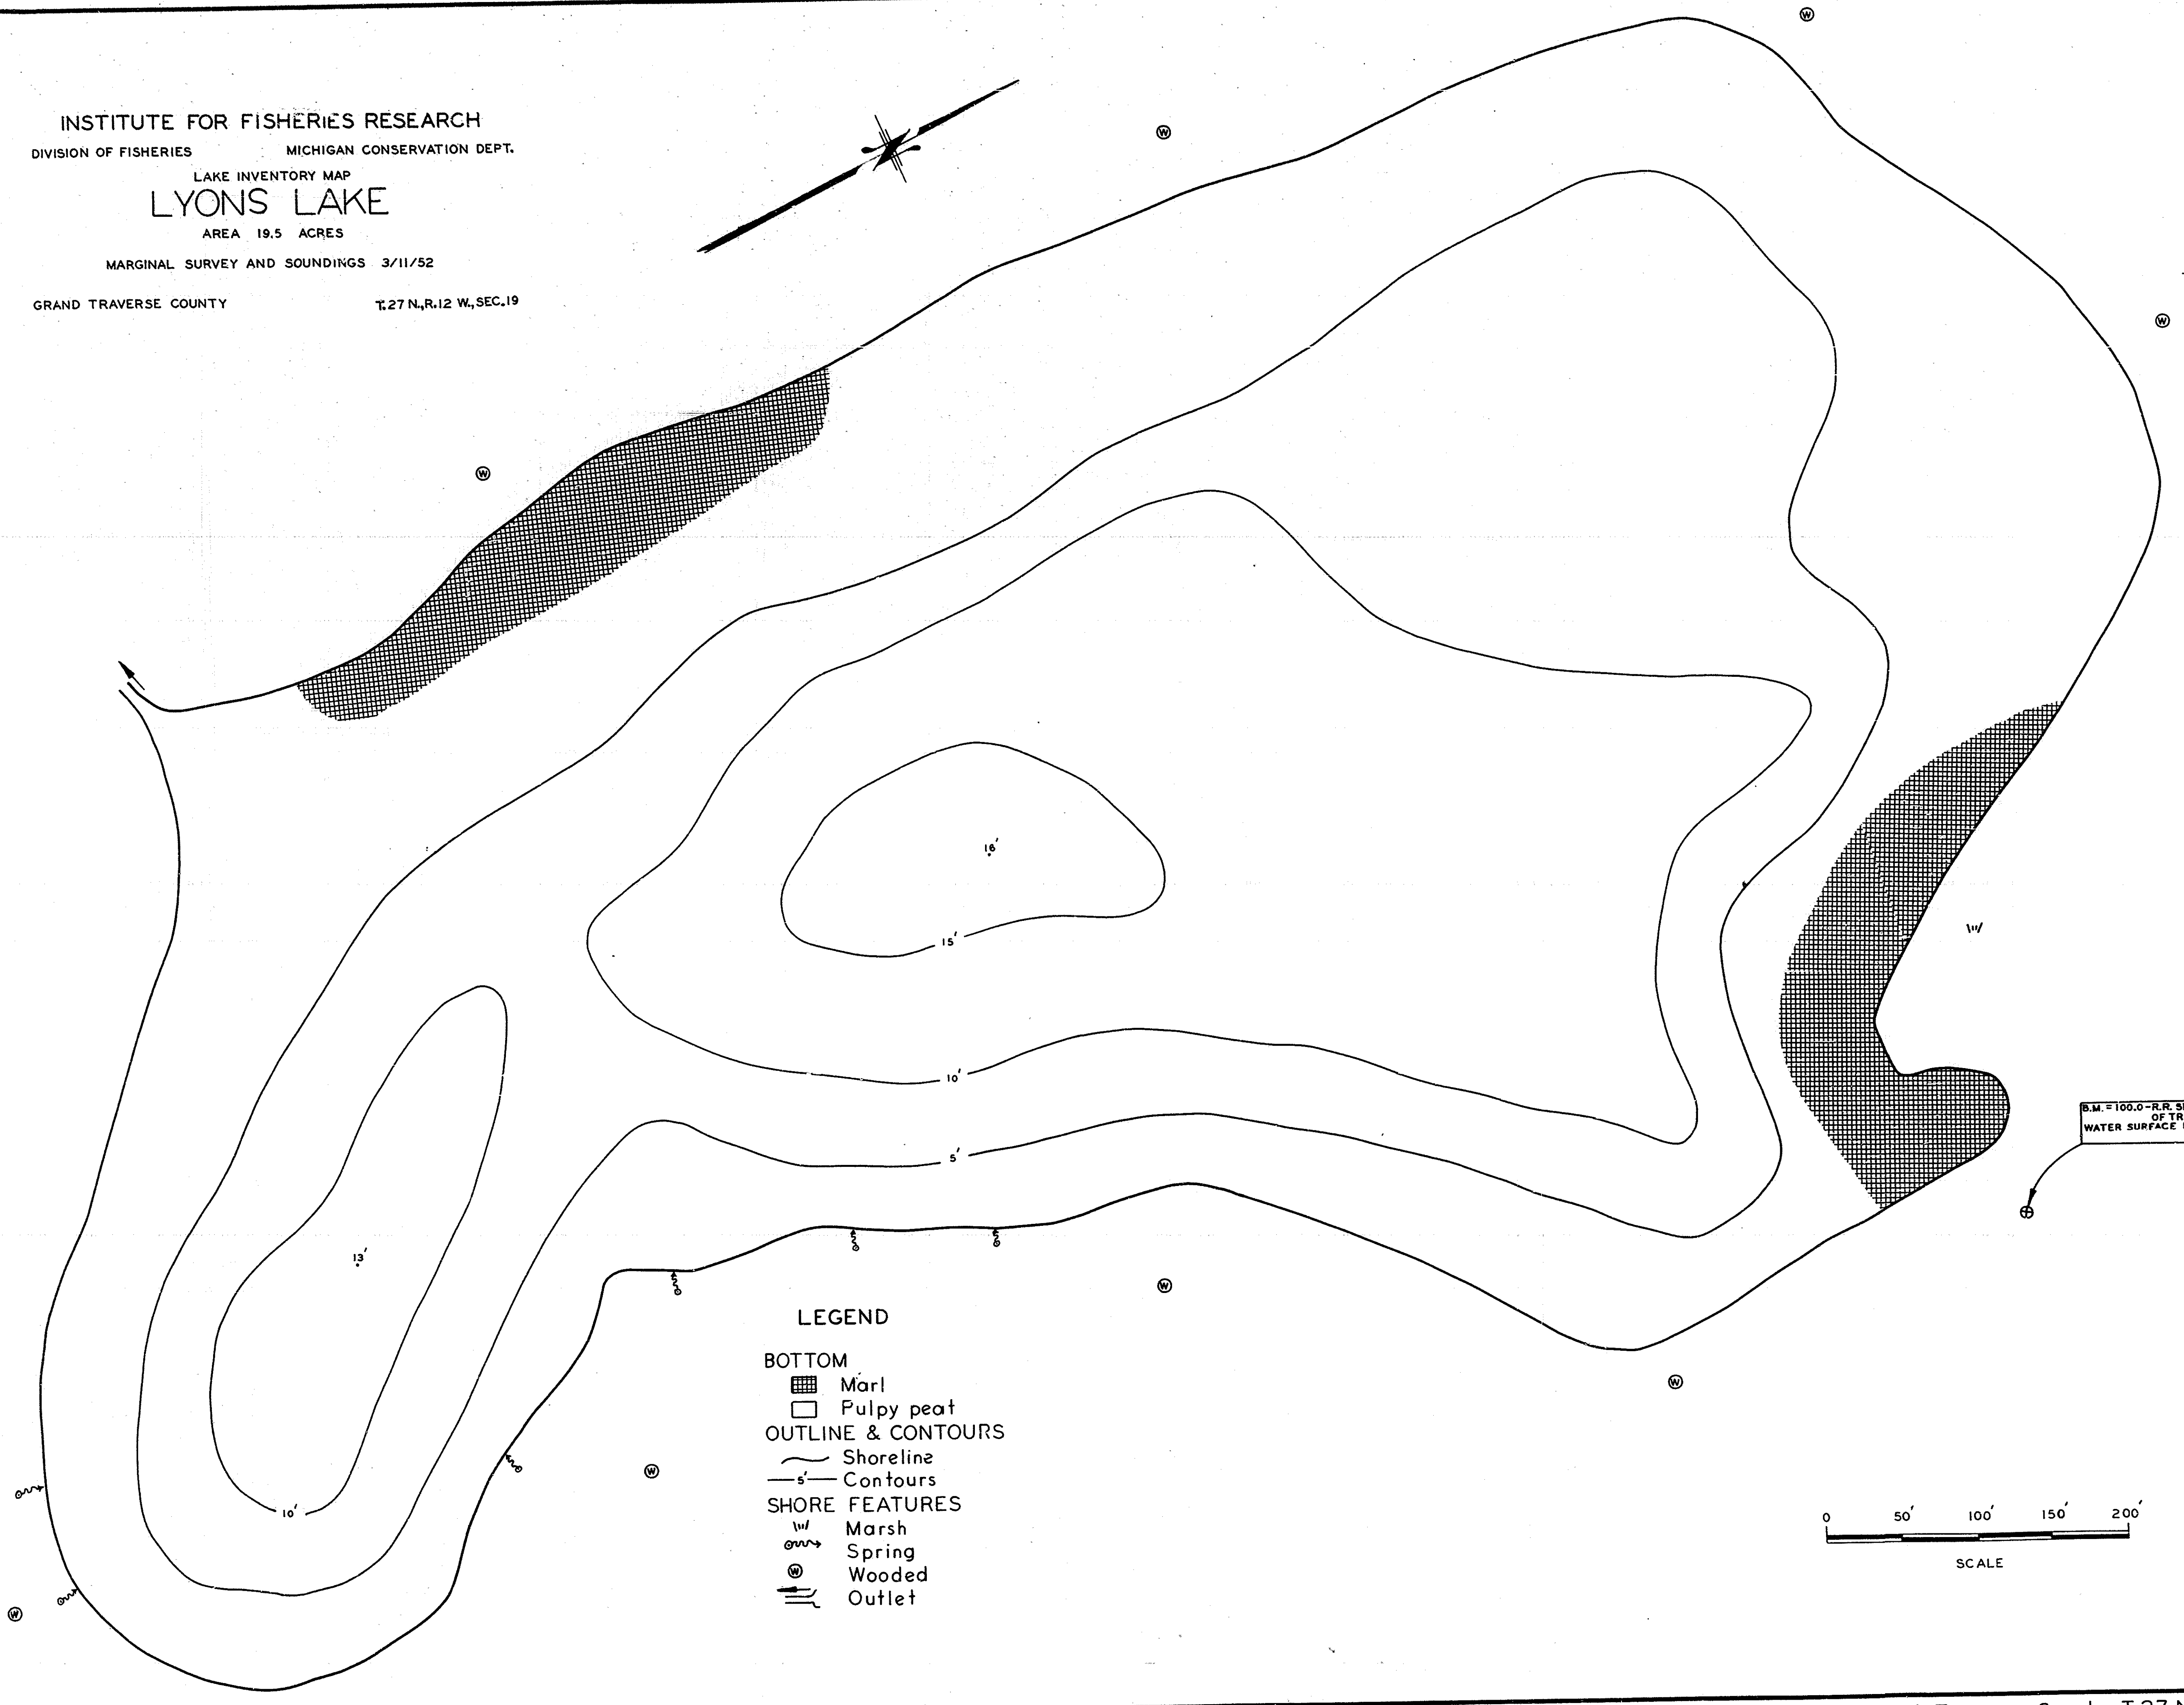 INSTITUTE FOR FISHERIES RESEARCH
DIVISION OF FISHERIES MICHIGAN CONSERVATION DEPT.
LAKE INVENTORY MAP
LYONS LAKE
AREA 19.5 ACRES
MARGINAL SURVEY AND SOUNDINGS 3/11/52
GRAND TRAVERSE COUNTY T.27 N.,R.12 W.,SEC.19
W
W
W
W
16'
15'
W
10'
B.M. = 100.0-R.R.
OF
WATER SURFACE
5'
13'
W
LEGEND
BOTTOM
Marl
Pulpy peat
W
OUTLINE & CONTOURS
Shoreline
5' Contours
W
10'
SHORE FEATURES
Marsh
Spring
W Wooded
Outlet
W
0 50' 100' 150' 200'
SCALE